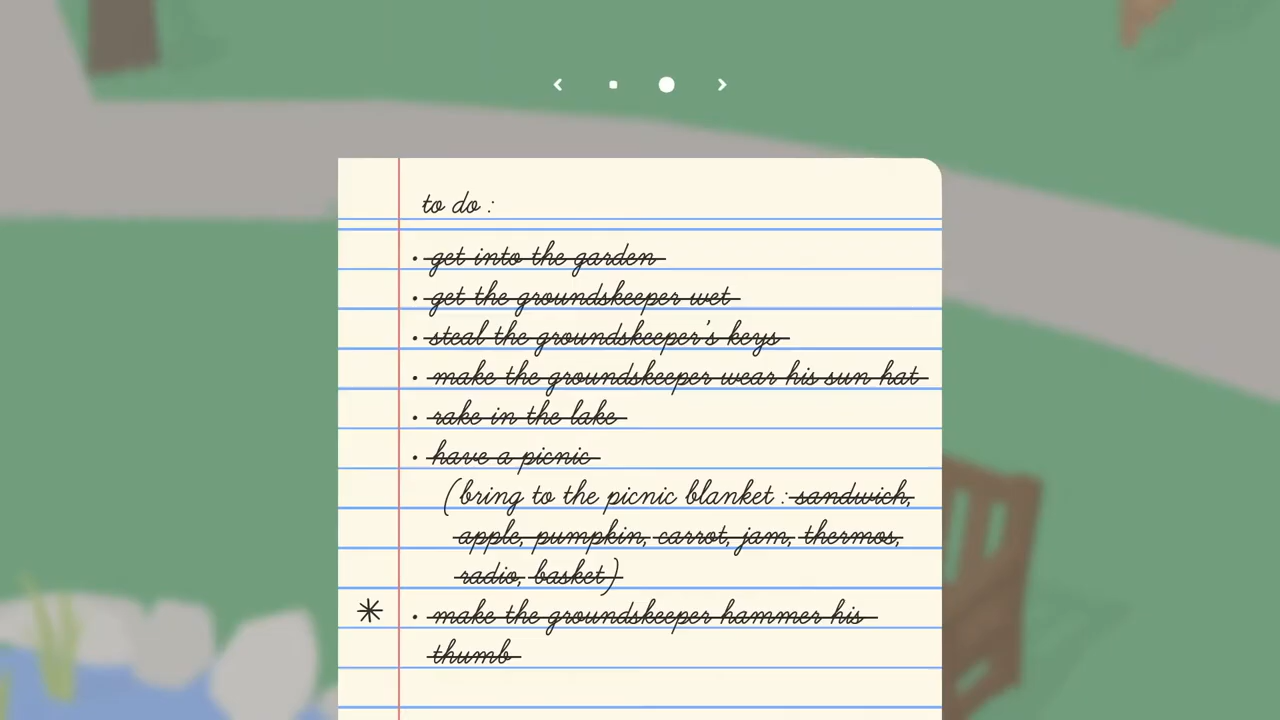 to do :
• get into the garden
• get the groundskeeper wet
• steal the groundskeeper's keys
• make the groundskeeper wear his sun hat
• rake in the lake
• have a picnic
(bring to the picnic blanket : sandwich,
apple, pumpkin, carrot, jam, thermos,
radio, basket)
• make the groundskeeper hammer his
thumb